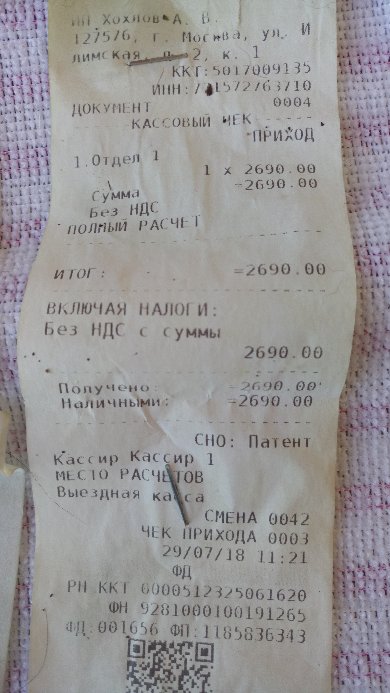 ИП Хохлов А. В.
127576, г. Москва, ул. И
лимская, д. 2, к. 1
ККТ:5017009135
ИНН:771572763710
ДОКУМЕНТ 0004
КАССОВЫЙ ЧЕК
ПРИХОД
1.Отдел 1
1 x 2690.00
Сумма =2690.00
Без НДС
ПОЛНЫЙ РАСЧЕТ
ИТОГ: =2690.00
ВКЛЮЧАЯ НАЛОГИ:
Без НДС с суммы
2690.00
Получено: =2690.00
Наличными: =2690.00
СНО: Патент
Кассир Кассир 1
МЕСТО РАСЧЕТОВ
Выездная касса
СМЕНА 0042
ЧЕК ПРИХОДА 0003
29/07/18 11:21
ФД
РН ККТ 0000512325061620
ФН 9281000100191265
ФД:001656 ФП:1185836343